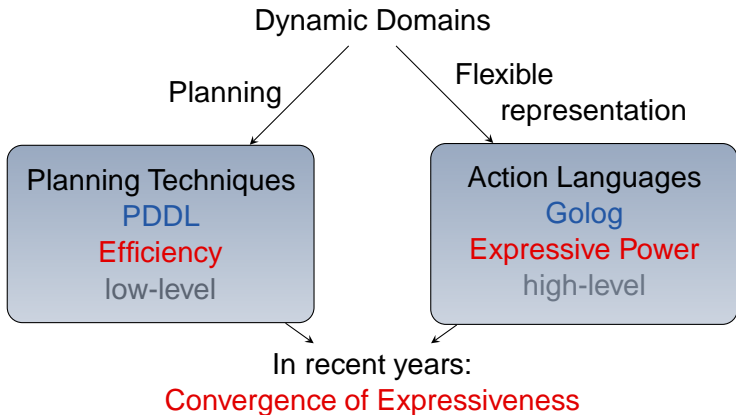 Dynamic Domains
Planning
Flexible
representation
Planning Techniques
PDDL
Efficiency
low-level
Action Languages
Golog
Expressive Power
high-level
In recent years:
Convergence of Expressiveness